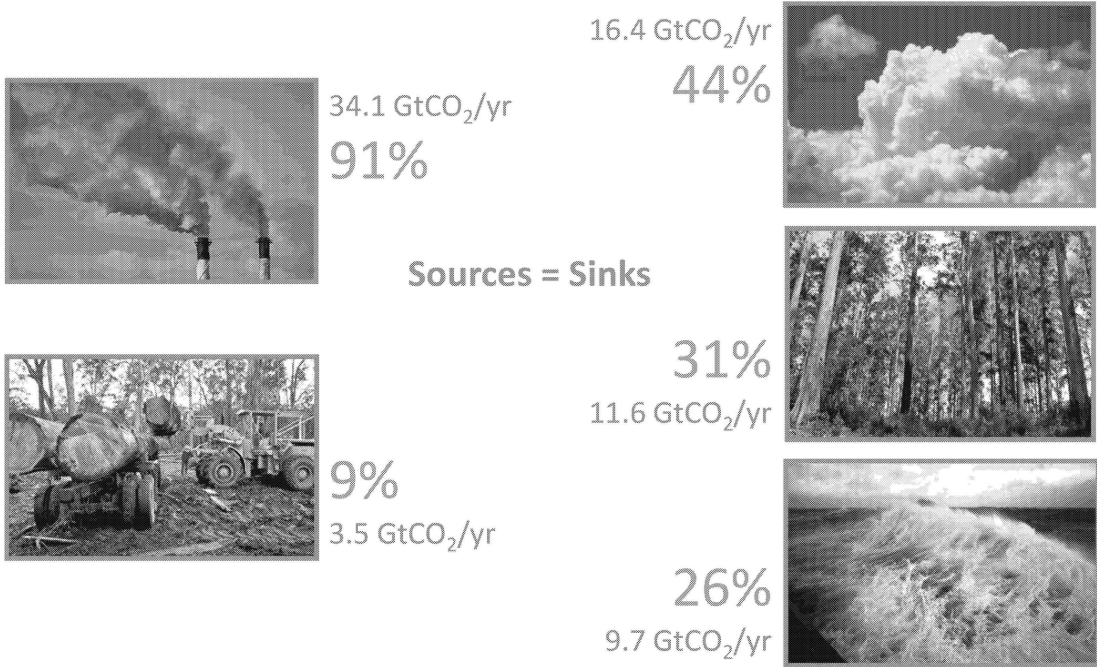 34.1 GtCO₂/yr
91%
9%
3.5 GtCO₂/yr
Sources = Sinks
16.4 GtCO₂/yr
44%
31%
11.6 GtCO₂/yr
26%
9.7 GtCO₂/yr